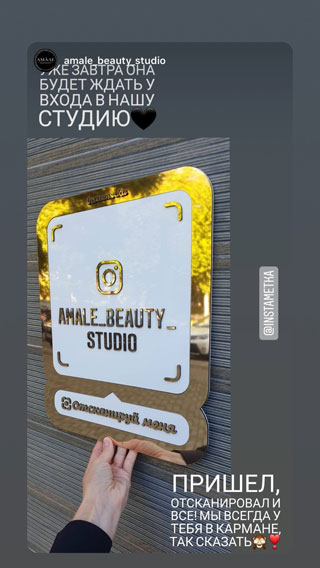 amale_beauty_studio
УЖЕ ЗАВТРА ОНА
БУДЕТ ЖДАТЬ У
ВХОДА В НАШУ
СТУДИЮ🖤
AMALE_BEAUTY_
STUDIO
Отсканируй меня
@INSTAMETKA
ПРИШЕЛ,
ОТСКАНИРОВАЛ И
ВСЕ! МЫ ВСЕГДА У
ТЕБЯ В КАРМАНЕ,
ТАК СКАЗАТЬ🙈❣️